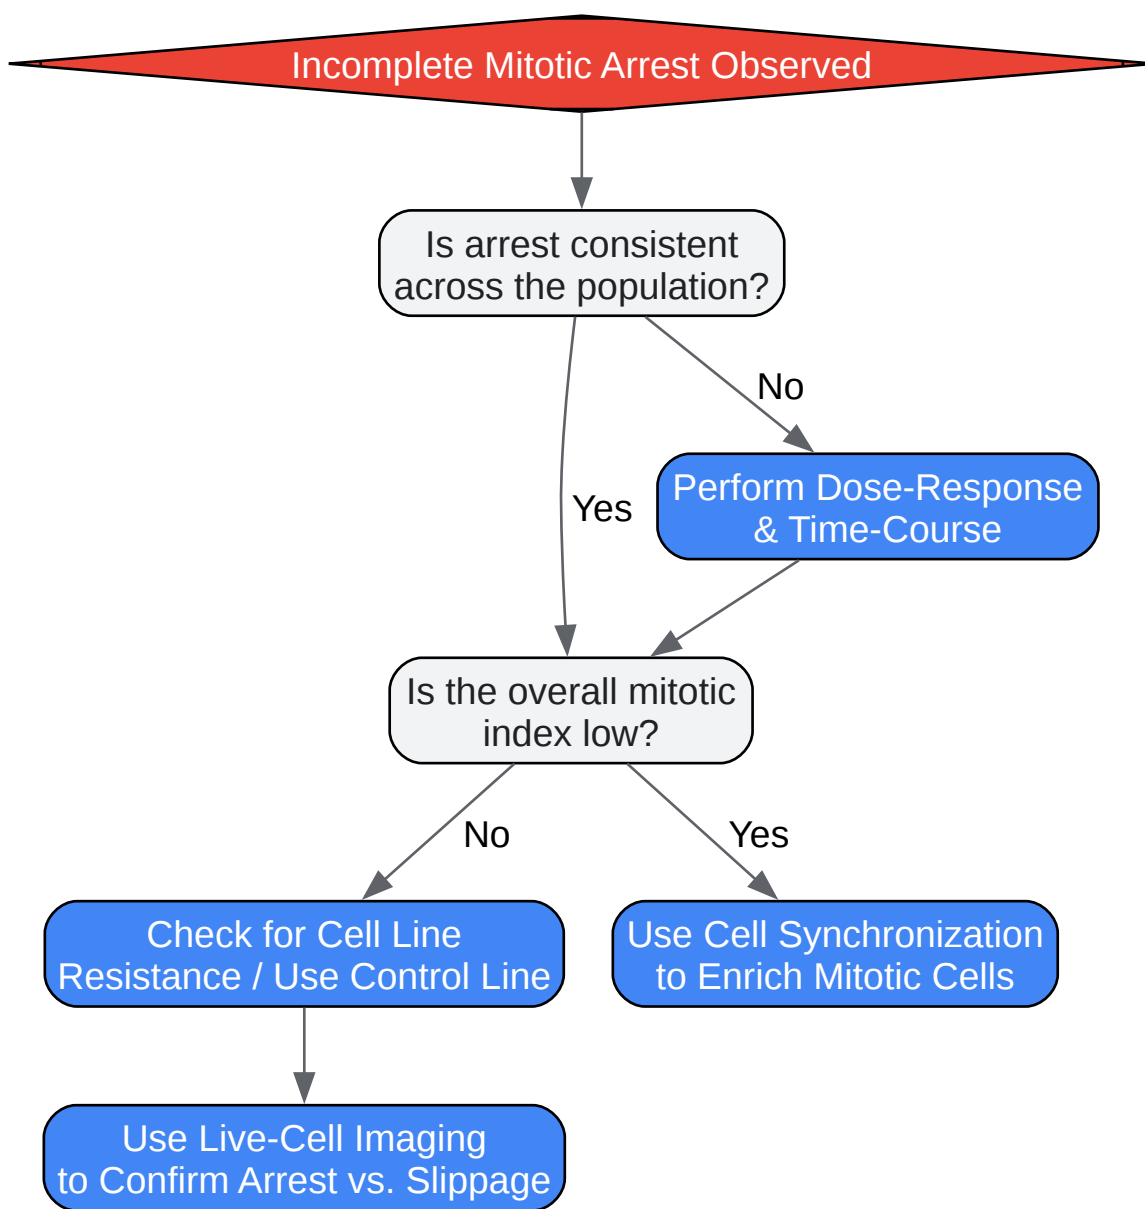 Incomplete Mitotic Arrest Observed
Is arrest consistent
across the population?
No
Perform Dose-Response
& Time-Course
Yes
Is the overall mitotic
index low?
No
Yes
Check for Cell Line
Resistance / Use Control Line
Use Cell Synchronization
to Enrich Mitotic Cells
Use Live-Cell Imaging
to Confirm Arrest vs. Slippage